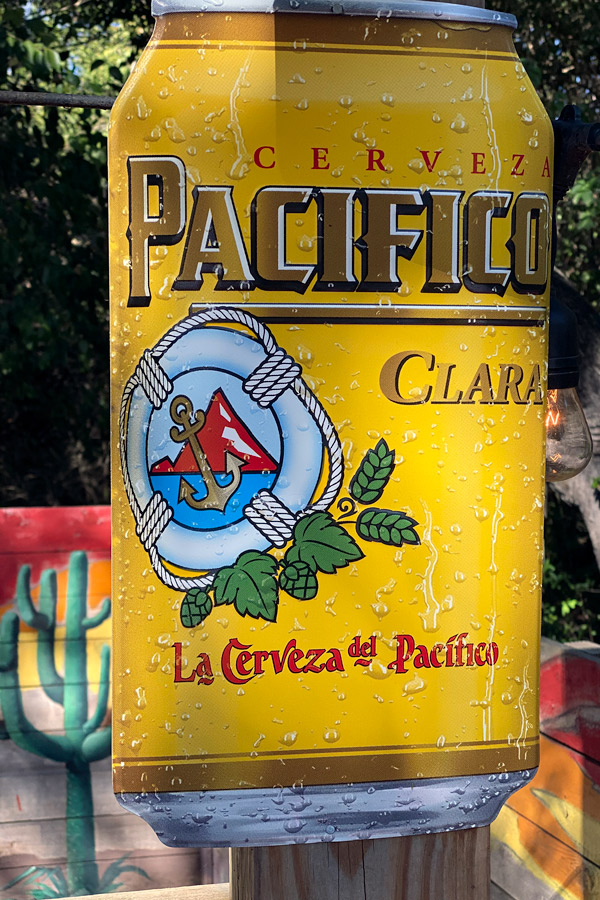 CERVEZA
PACIFICO
CLARA
La Cerveza del Pacífico